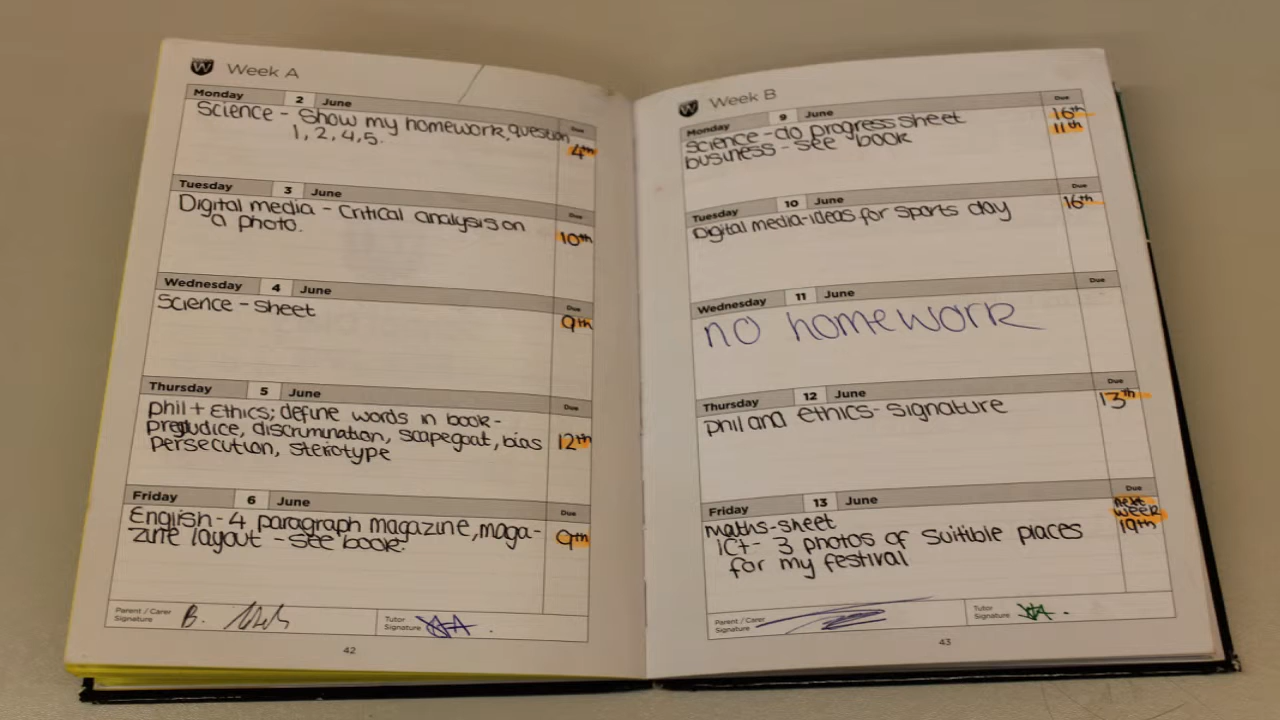 Week A
Monday 2 June
Science - Show my homework, question Due
1, 2, 4, 5. 4th
Tuesday 3 June Due
Digital media - Critical analysis on
a photo. 10th
Wednesday 4 June Due
Science - sheet 9th
Thursday 5 June Due
phil + Ethics; define words in book -
prejudice, discrimination, scapegoat, bias 12th
persecution, steriotype
Friday 6 June Due
English - 4 paragraph magazine, maga-
zine layout - see book. 9th
Parent / Carer
Signature B.
Tutor
Signature
42
Week B
Monday 9 June Due
Science - do progress sheet 16th
business - see book 11th
Tuesday 10 June Due
Digital media - ideas for sports day 16th
Wednesday 11 June Due
no homework
Thursday 12 June Due
phil and ethics - signature 13th
Friday 13 June Due
maths - sheet next week
ICT - 3 photos of suitible places 19th
for my festival
Parent / Carer
Signature
Tutor
Signature
43